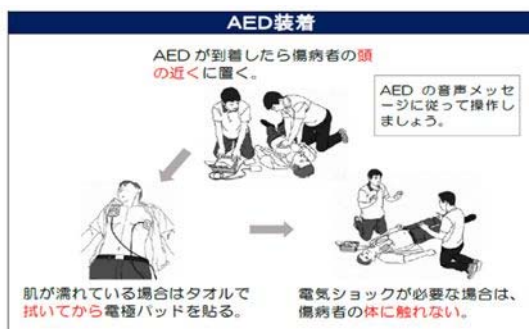 AED装着
AEDが到着したら傷病者の頭
の近くに置く。
AED の音声メッセ
ージに従って操作し
ましょう。
肌が濡れている場合はタオルで
拭いてから電極パッドを貼る。
電気ショックが必要な場合は、
傷病者の体に触れない。